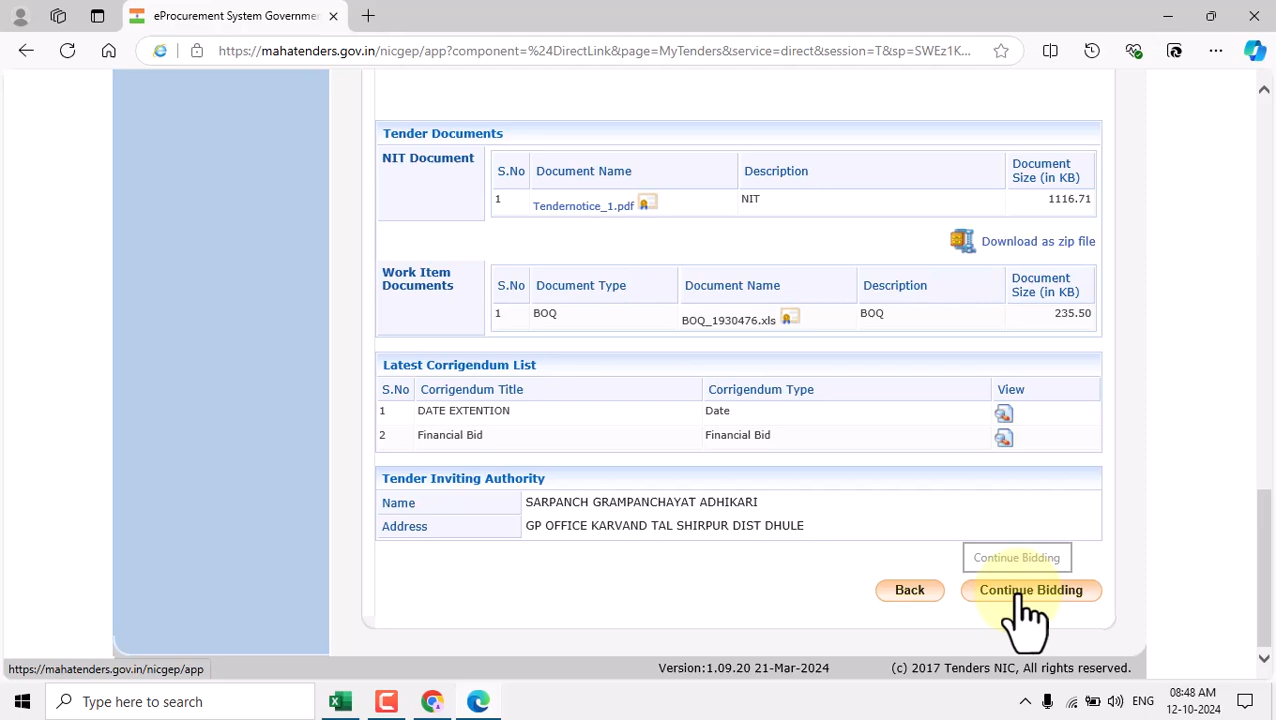 eProcurement System Governmen
https://mahatenders.gov.in/nicgep/app?component=%24DirectLink&page=MyTenders&service=direct&session=T&sp=SWEz1K...
Tender Documents
NIT Document
S.No Document Name Description Document Size (in KB)
1 Tendernotice_1.pdf NIT 1116.71
Download as zip file
Work Item Documents
S.No Document Type Document Name Description Document Size (in KB)
1 BOQ BOQ_1930476.xls BOQ 235.50
Latest Corrigendum List
S.No Corrigendum Title Corrigendum Type View
1 DATE EXTENTION Date
2 Financial Bid Financial Bid
Tender Inviting Authority
Name SARPANCH GRAMPANCHAYAT ADHIKARI
Address GP OFFICE KARVAND TAL SHIRPUR DIST DHULE
Continue Bidding
Back Continue Bidding
https://mahatenders.gov.in/nicgep/app
Version:1.09.20 21-Mar-2024 (c) 2017 Tenders NIC, All rights reserved.
Type here to search
ENG
08:48 AM
12-10-2024